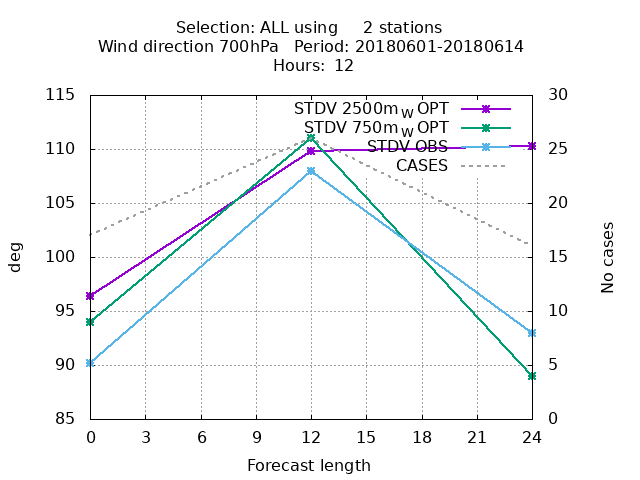 Selection: ALL using 2 stations
Wind direction 700hPa Period: 20180601-20180614
Hours: 12
STDV 2500m_W OPT
STDV 750m_W OPT
STDV OBS
CASES
115
110
105
100
95
90
85
deg
30
25
20
15
10
5
0
No cases
0 3 6 9 12 15 18 21 24
Forecast length